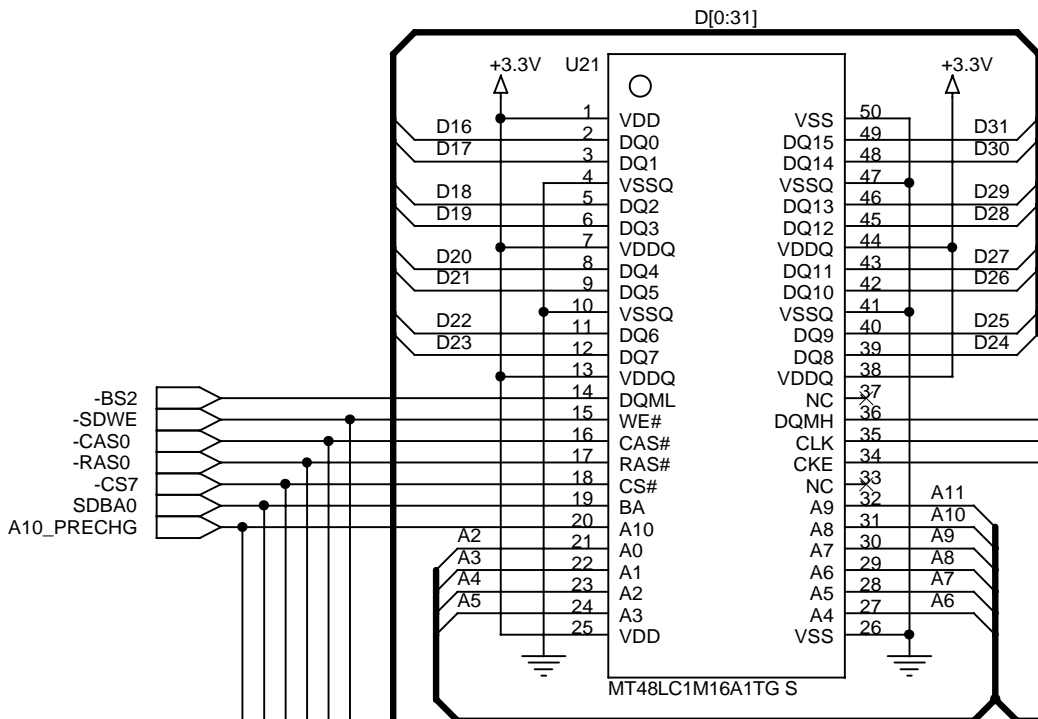 D[0:31]
+3.3V U21 +3.3V
1 VDD VSS 50
D16 2 DQ0 DQ15 49 D31
D17 3 DQ1 DQ14 48 D30
4 VSSQ VSSQ 47
D18 5 DQ2 DQ13 46 D29
D19 6 DQ3 DQ12 45 D28
7 VDDQ VDDQ 44
D20 8 DQ4 DQ11 43 D27
D21 9 DQ5 DQ10 42 D26
10 VSSQ VSSQ 41
D22 11 DQ6 DQ9 40 D25
D23 12 DQ7 DQ8 39 D24
13 VDDQ VDDQ 38
-BS2 14 DQML NC 37
-SDWE 15 WE# DQMH 36
-CAS0 16 CAS# CLK 35
-RAS0 17 RAS# CKE 34
-CS7 18 CS# NC 33
SDBA0 19 BA A9 32 A11
A10_PRECHG 20 A10 A8 31 A10
A2 21 A0 A7 30 A9
A3 22 A1 A6 29 A8
A4 23 A2 A5 28 A7
A5 24 A3 A4 27 A6
25 VDD VSS 26
MT48LC1M16A1TG S